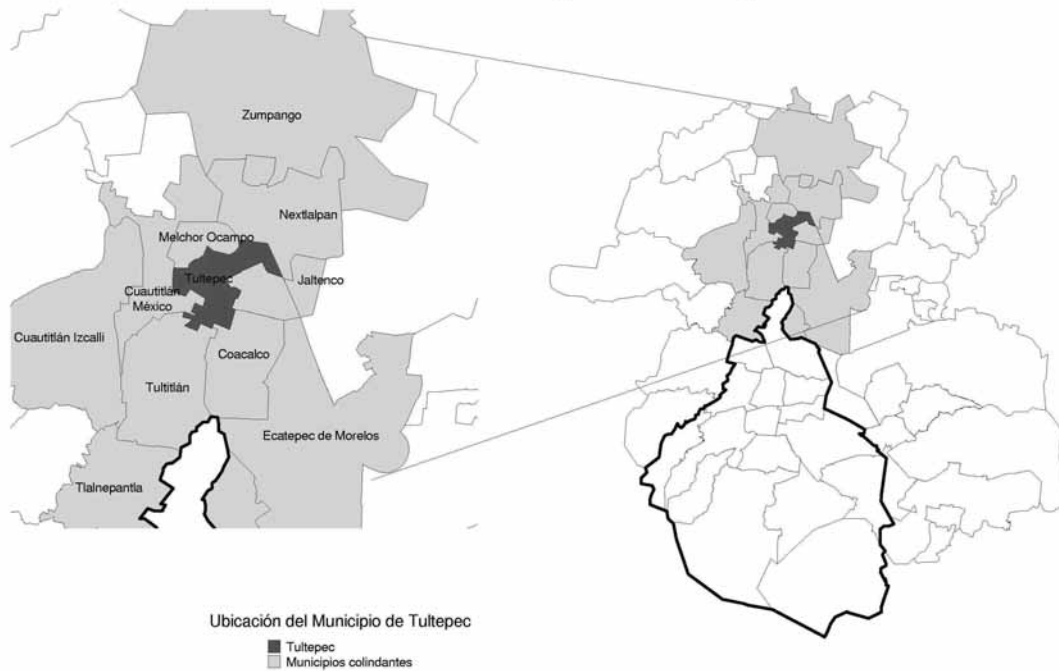 Zumpango
Nextlalpan
Melchor Ocampo
Tultepec
Jaltenco
Cuautitlán
México
Cuautitlán Izcalli
Coacalco
Tultitlán
Ecatepec de Morelos
Tlalnepantla
Ubicación del Municipio de Tultepec
Tultepec
Municipios colindantes